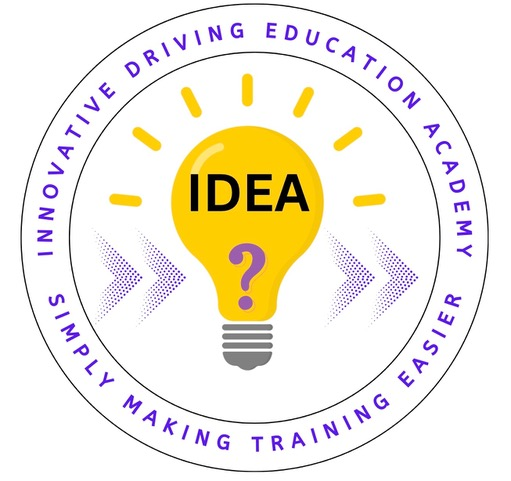 INNOVATIVE DRIVING EDUCATION ACADEMY
IDEA
?
SIMPLY MAKING TRAINING EASIER